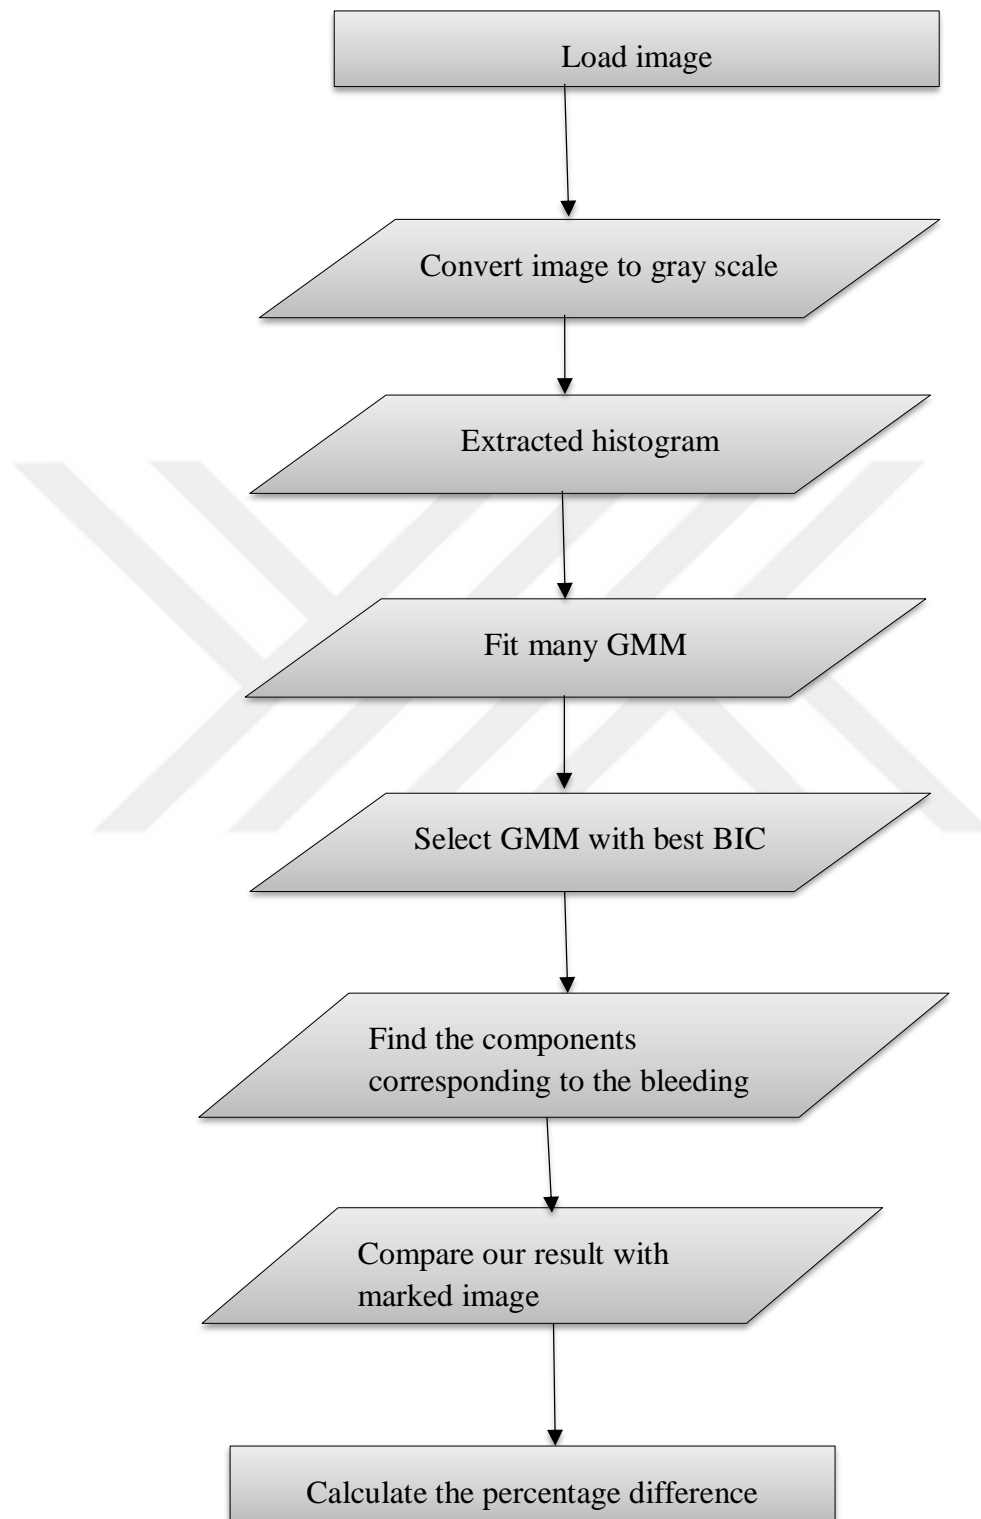 Load image
Convert image to gray scale
Extracted histogram
Fit many GMM
Select GMM with best BIC
Find the components
corresponding to the bleeding
Compare our result with
marked image
Calculate the percentage difference